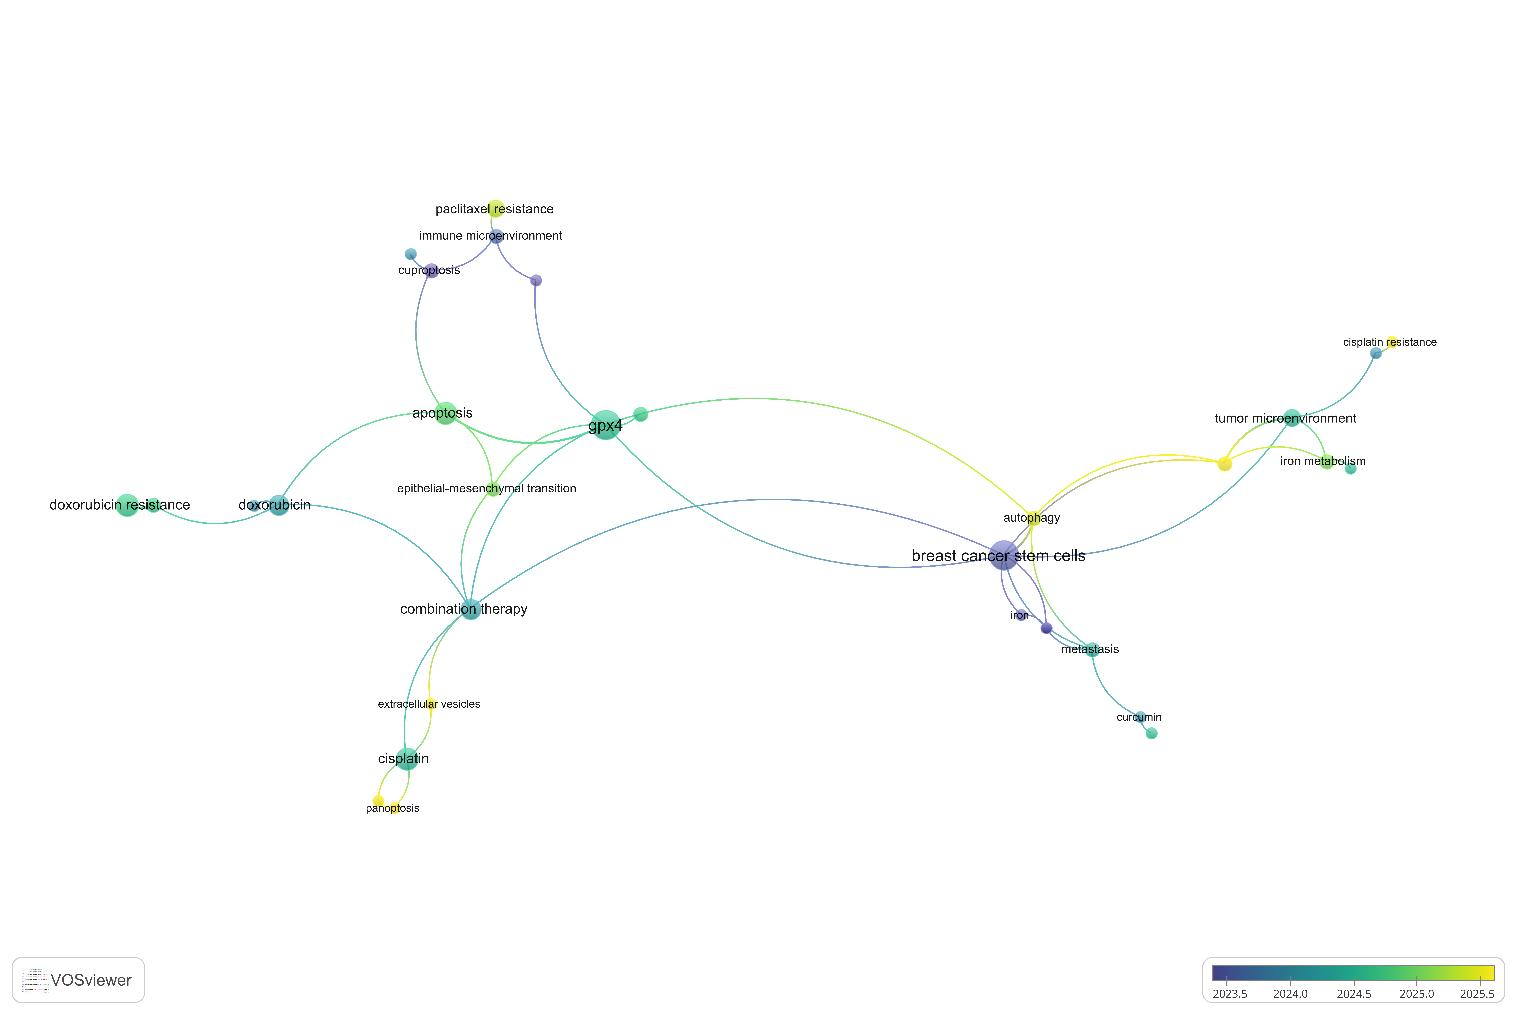 paclitaxel resistance
immune microenvironment
cuproptosis
cisplatin resistance
apoptosis
gpx4
tumor microenvironment
iron metabolism
epithelial-mesenchymal transition
doxorubicin resistance
doxorubicin
autophagy
breast cancer stem cells
combination therapy
iron
metastasis
extracellular vesicles
curcumin
cisplatin
panoptosis
VOSviewer
2023.5 2024.0 2024.5 2025.0 2025.5